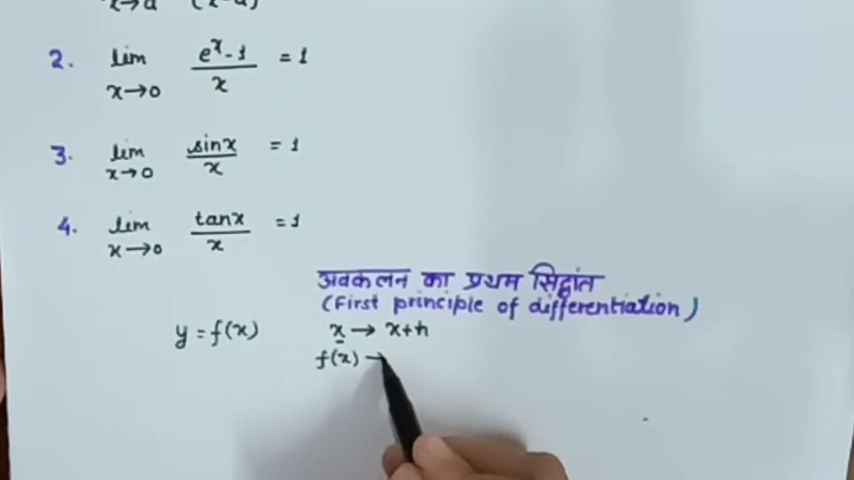 x→a (x-a)
2. lim e^x-1 = 1
x→0 x
3. lim sinx = 1
x→0 x
4. lim tanx = 1
x→0 x
अवकलन का प्रथम सिद्धांत
(First principle of differentiation)
y = f(x) x → x+h
f(x) →